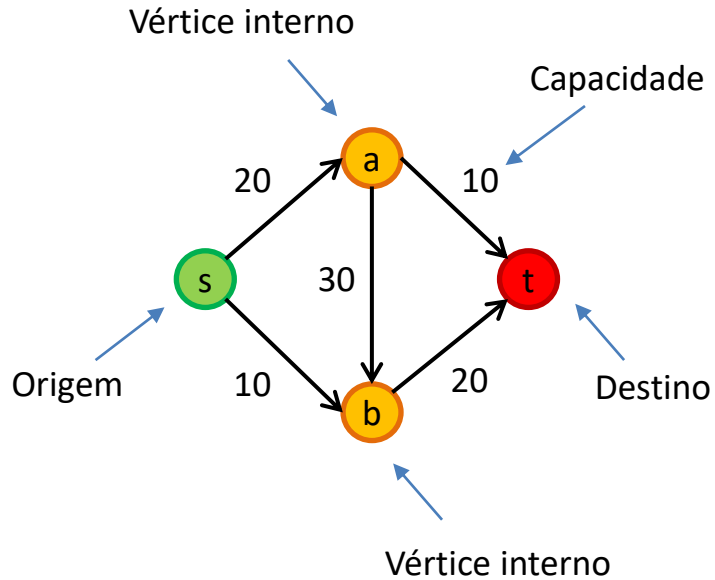 Vértice interno
Capacidade
a
20
10
s
30
t
Origem
10
20
Destino
b
Vértice interno